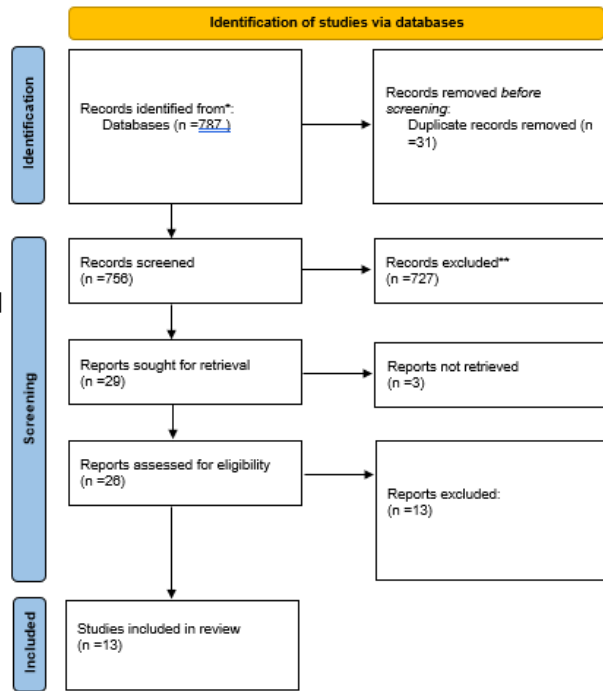 Identification of studies via databases
Identification
Records identified from*:
Databases (n =787 )
Records removed before
screening:
Duplicate records removed (n
=31)
Screening
Records screened
(n =756)
Records excluded**
(n =727)
Reports sought for retrieval
(n =29)
Reports not retrieved
(n =3)
Reports assessed for eligibility
(n =26)
Reports excluded:
(n =13)
Included
Studies included in review
(n =13)